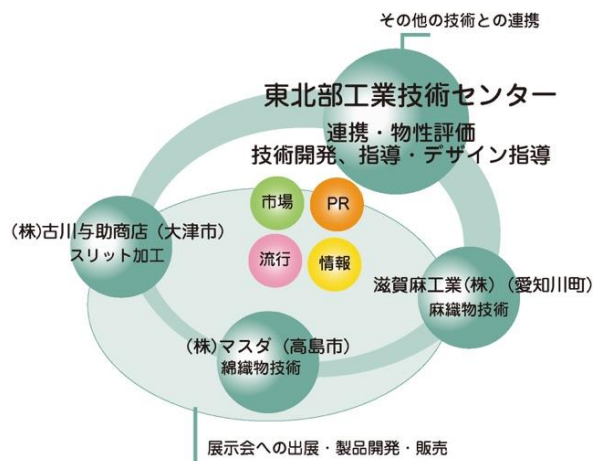 その他の技術との連携
東北部工業技術センター
連携・物性評価
技術開発、指導・デザイン指導
市場
PR
(株)古川与助商店（大津市）
スリット加工
流行
情報
滋賀麻工業(株)（愛知川町）
麻織物技術
(株)マスダ（高島市）
綿織物技術
展示会への出展・製品開発・販売